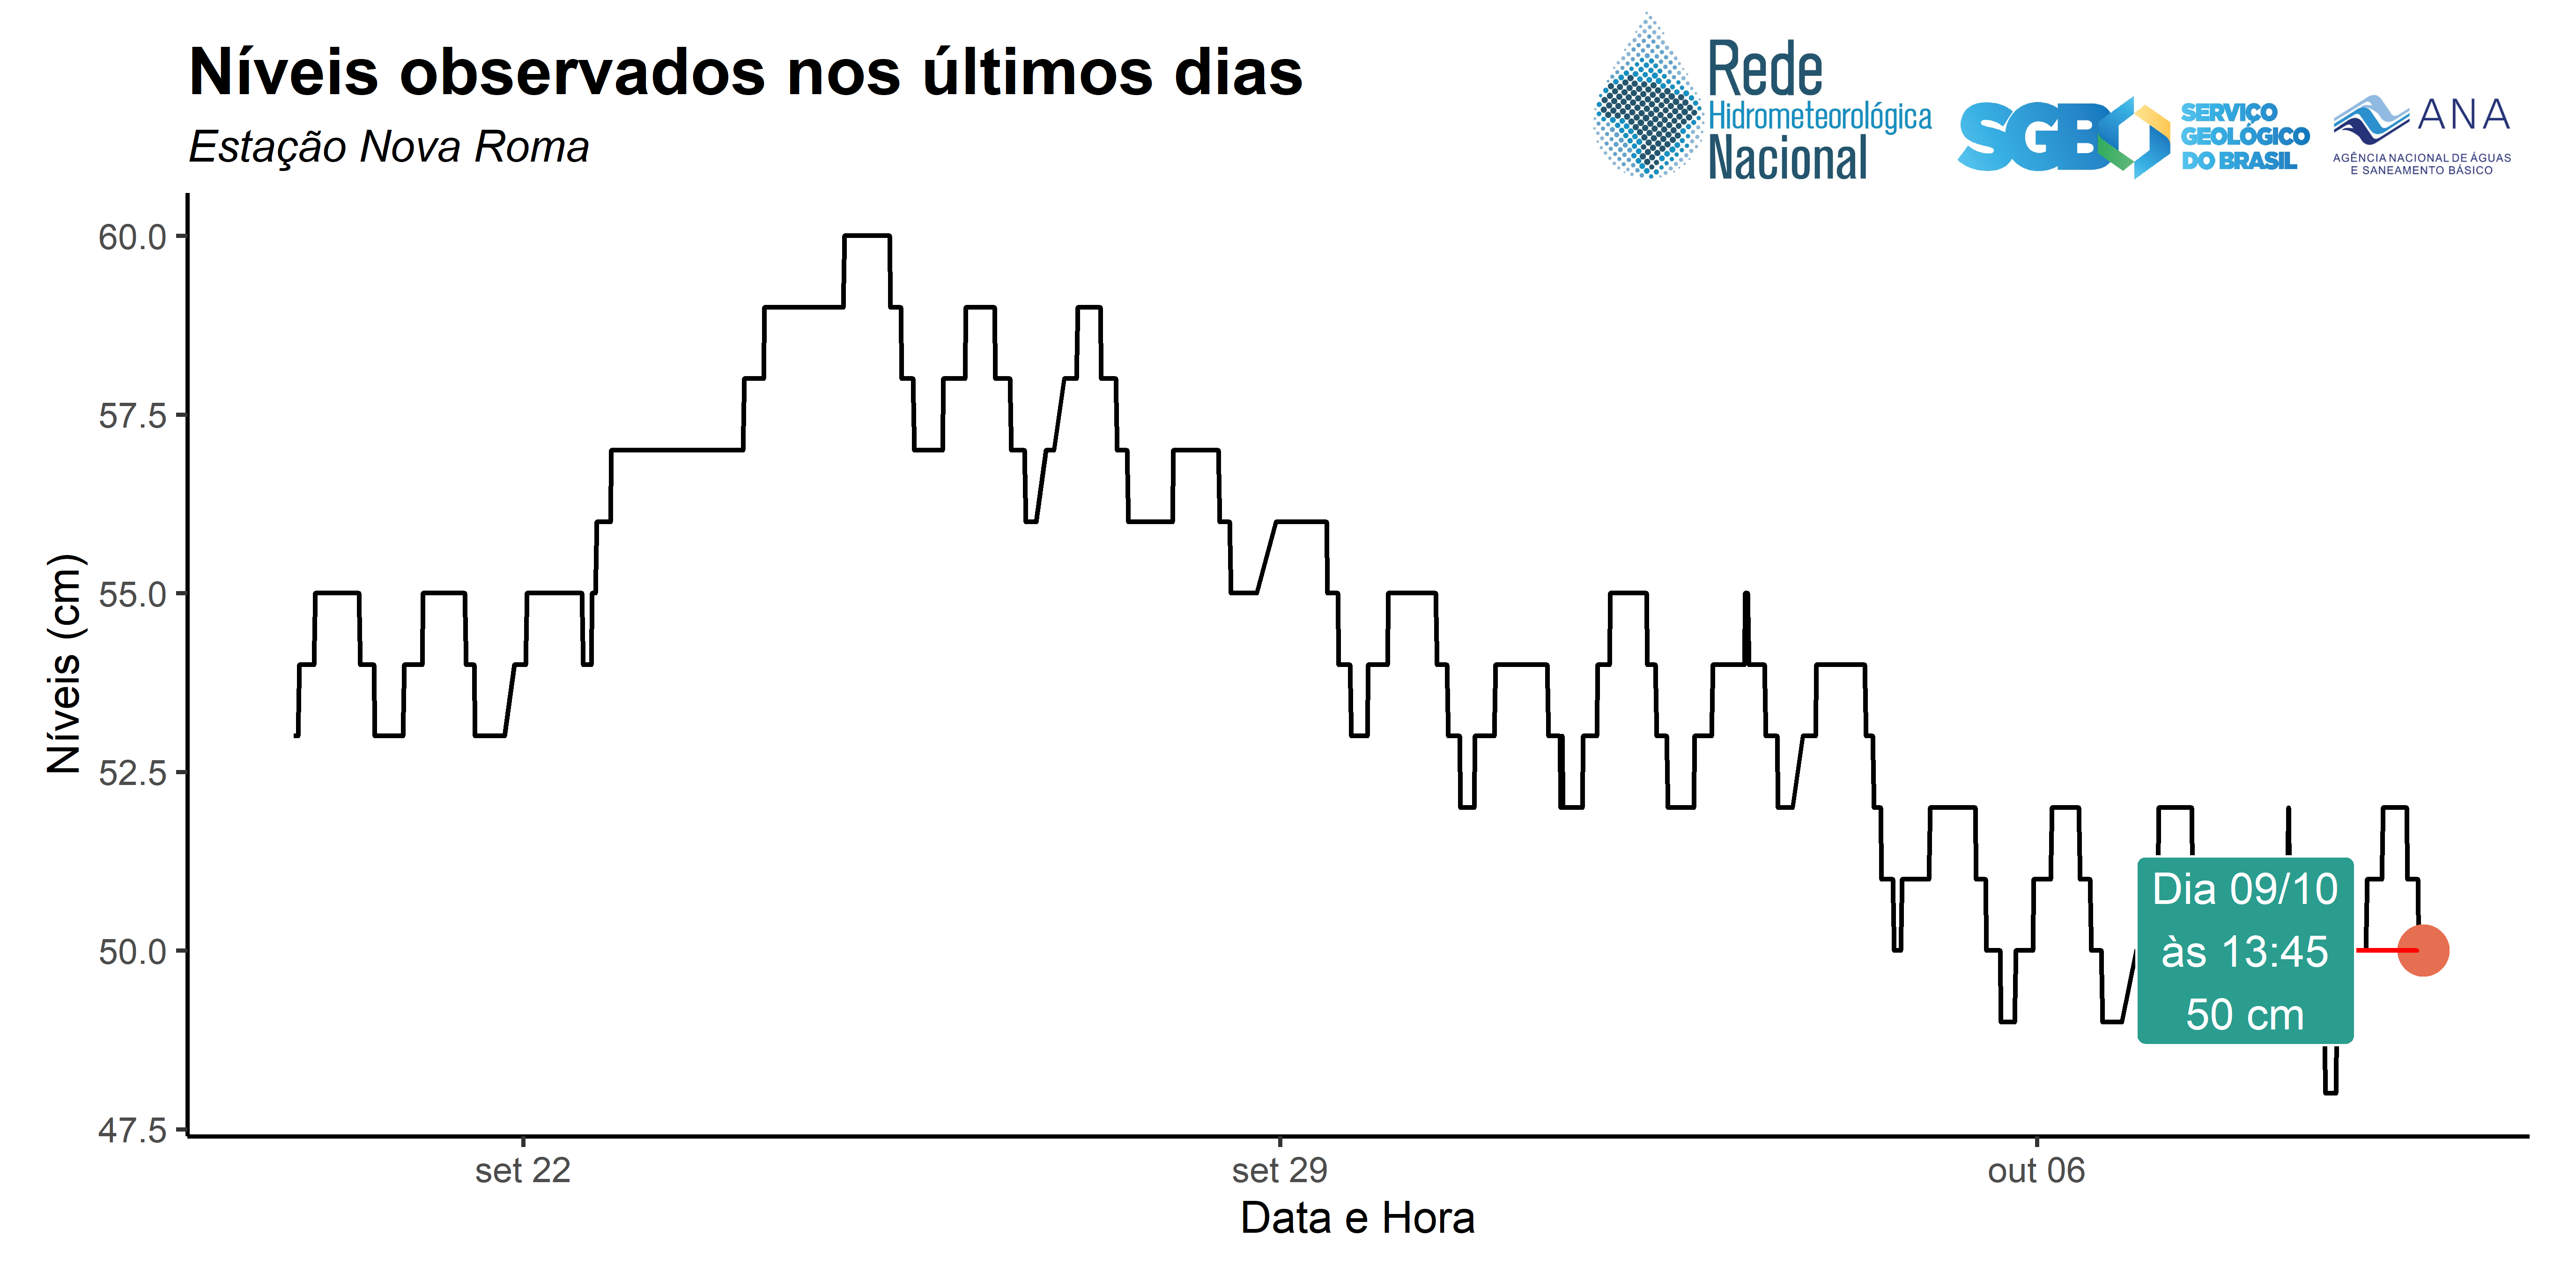 Níveis observados nos últimos dias
Estação Nova Roma
Rede
Hidrometeorológica
Nacional
SGB
SERVIÇO
GEOLÓGICO
DO BRASIL
ANA
AGÊNCIA NACIONAL DE ÁGUAS
E SANEAMENTO BÁSICO
Níveis (cm)
60.0
57.5
55.0
52.5
50.0
47.5
Dia 09/10
às 13:45
50 cm
set 22
set 29
out 06
Data e Hora